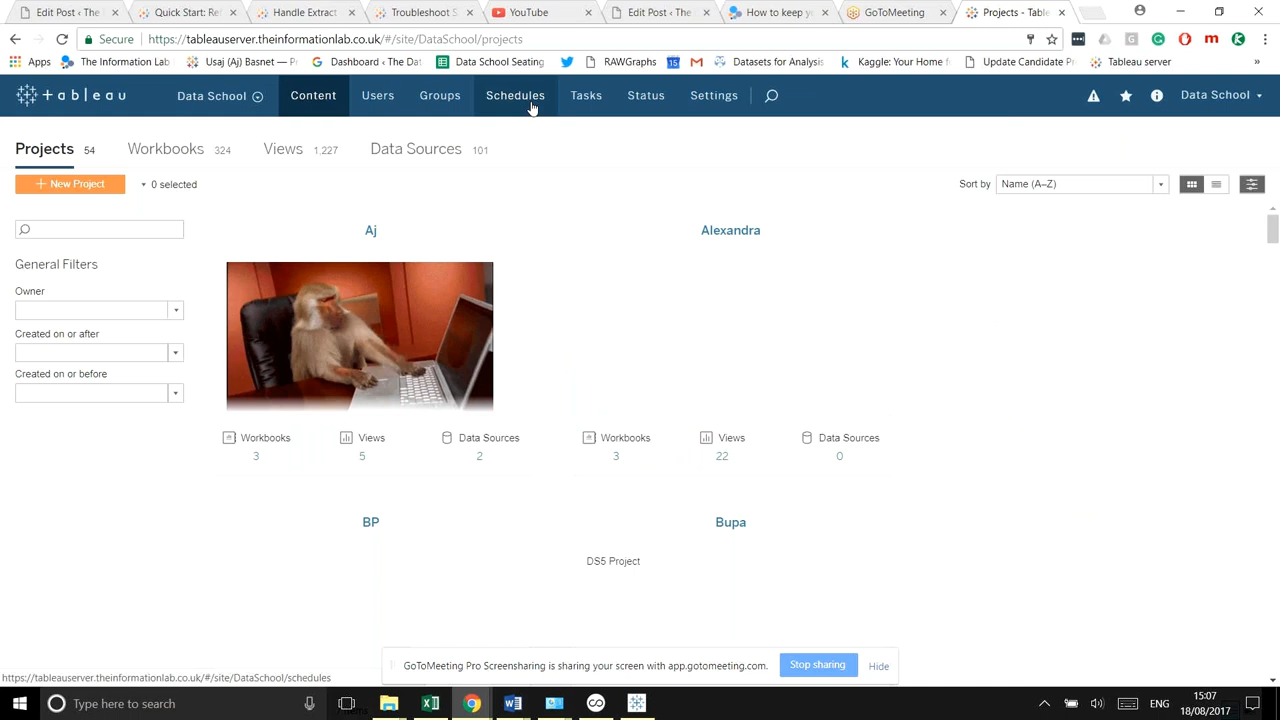 Edit Post ‹ The
Quick Start: Re
Handle Extract
Troubleshoot S
YouTube
Edit Post ‹ The
How to keep yo
GoToMeeting
Projects - Table
Secure
https://tableauserver.theinformationlab.co.uk/#/site/DataSchool/projects
Apps
The Information Lab
Usaj (Aj) Basnet — P
Dashboard ‹ The Dat
Data School Seating
RAWGraphs
15
Datasets for Analysis
Kaggle: Your Home f
Update Candidate P
Tableau server
»
+ableau
Data School
Content
Users
Groups
Schedules
Tasks
Status
Settings
Data School
Projects 54
Workbooks 324
Views 1,227
Data Sources 101
+ New Project
0 selected
Sort by
Name (A–Z)
Aj
Alexandra
General Filters
Owner
Created on or after
Created on or before
Workbooks
Views
Data Sources
Workbooks
Views
Data Sources
3
5
2
3
22
0
BP
Bupa
DS5 Project
GoToMeeting Pro Screensharing is sharing your screen with app.gotomeeting.com.
Stop sharing
Hide
https://tableauserver.theinformationlab.co.uk/#/site/DataSchool/schedules
Type here to search
ENG
15:07
18/08/2017